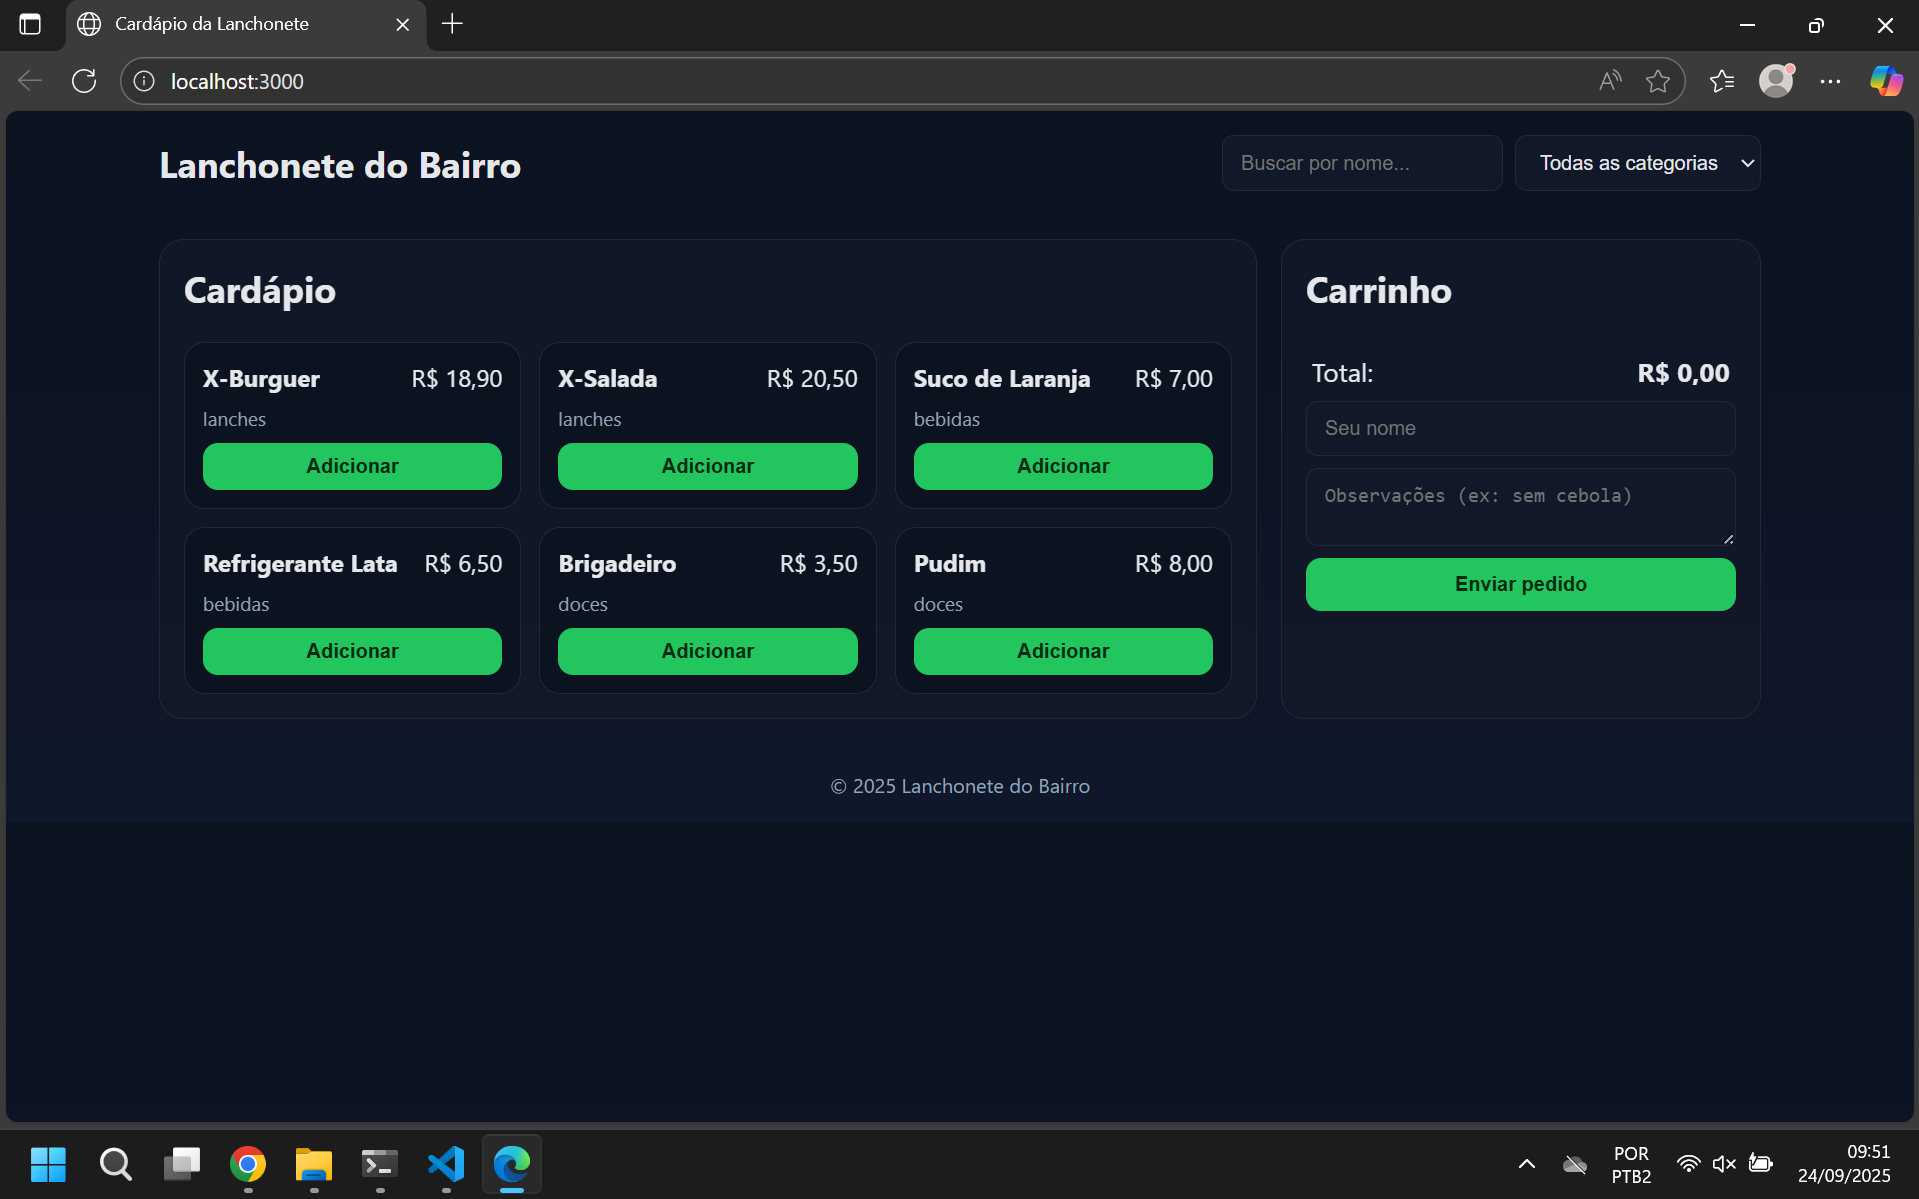 Cardápio da Lanchonete
localhost:3000
Lanchonete do Bairro
Buscar por nome...
Todas as categorias
Cardápio
X-Burguer R$ 18,90
lanches
Adicionar
X-Salada R$ 20,50
lanches
Adicionar
Suco de Laranja R$ 7,00
bebidas
Adicionar
Refrigerante Lata R$ 6,50
bebidas
Adicionar
Brigadeiro R$ 3,50
doces
Adicionar
Pudim R$ 8,00
doces
Adicionar
Carrinho
Total: R$ 0,00
Seu nome
Observações (ex: sem cebola)
Enviar pedido
© 2025 Lanchonete do Bairro
POR
PTB2
09:51
24/09/2025